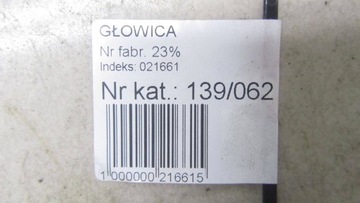 GŁOWICA
Nr fabr. 23%
Indeks: 021661
Nr kat.: 139/062
1 000000 216615